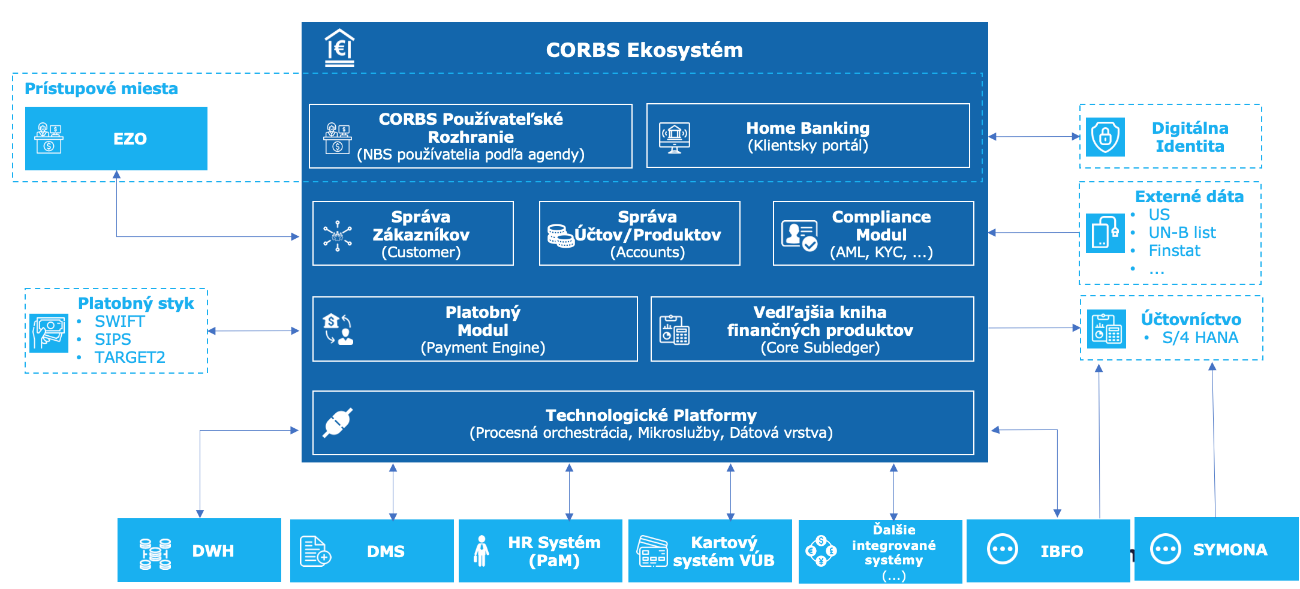 CORBS Ekosystém
Prístupové miesta
EZO
CORBS Používateľské
Rozhranie
(NBS používatelia podľa agendy)
Home Banking
(Klientsky portál)
Digitálna
Identita
Správa
Zákazníkov
(Customer)
Správa
Účtov/Produktov
(Accounts)
Compliance
Modul
(AML, KYC, ...)
Externé dáta
• US
• UN-B list
• Finstat
• ...
Platobný styk
• SWIFT
• SIPS
• TARGET2
Platobný
Modul
(Payment Engine)
Vedľajšia kniha
finančných produktov
(Core Subledger)
Účtovníctvo
• S/4 HANA
Technologické Platformy
(Procesná orchestrácia, Mikroslužby, Dátová vrstva)
DWH
DMS
HR Systém
(PaM)
Kartový
systém VÚB
Ďalšie
integrované
systémy
(...)
IBFO
SYMONA